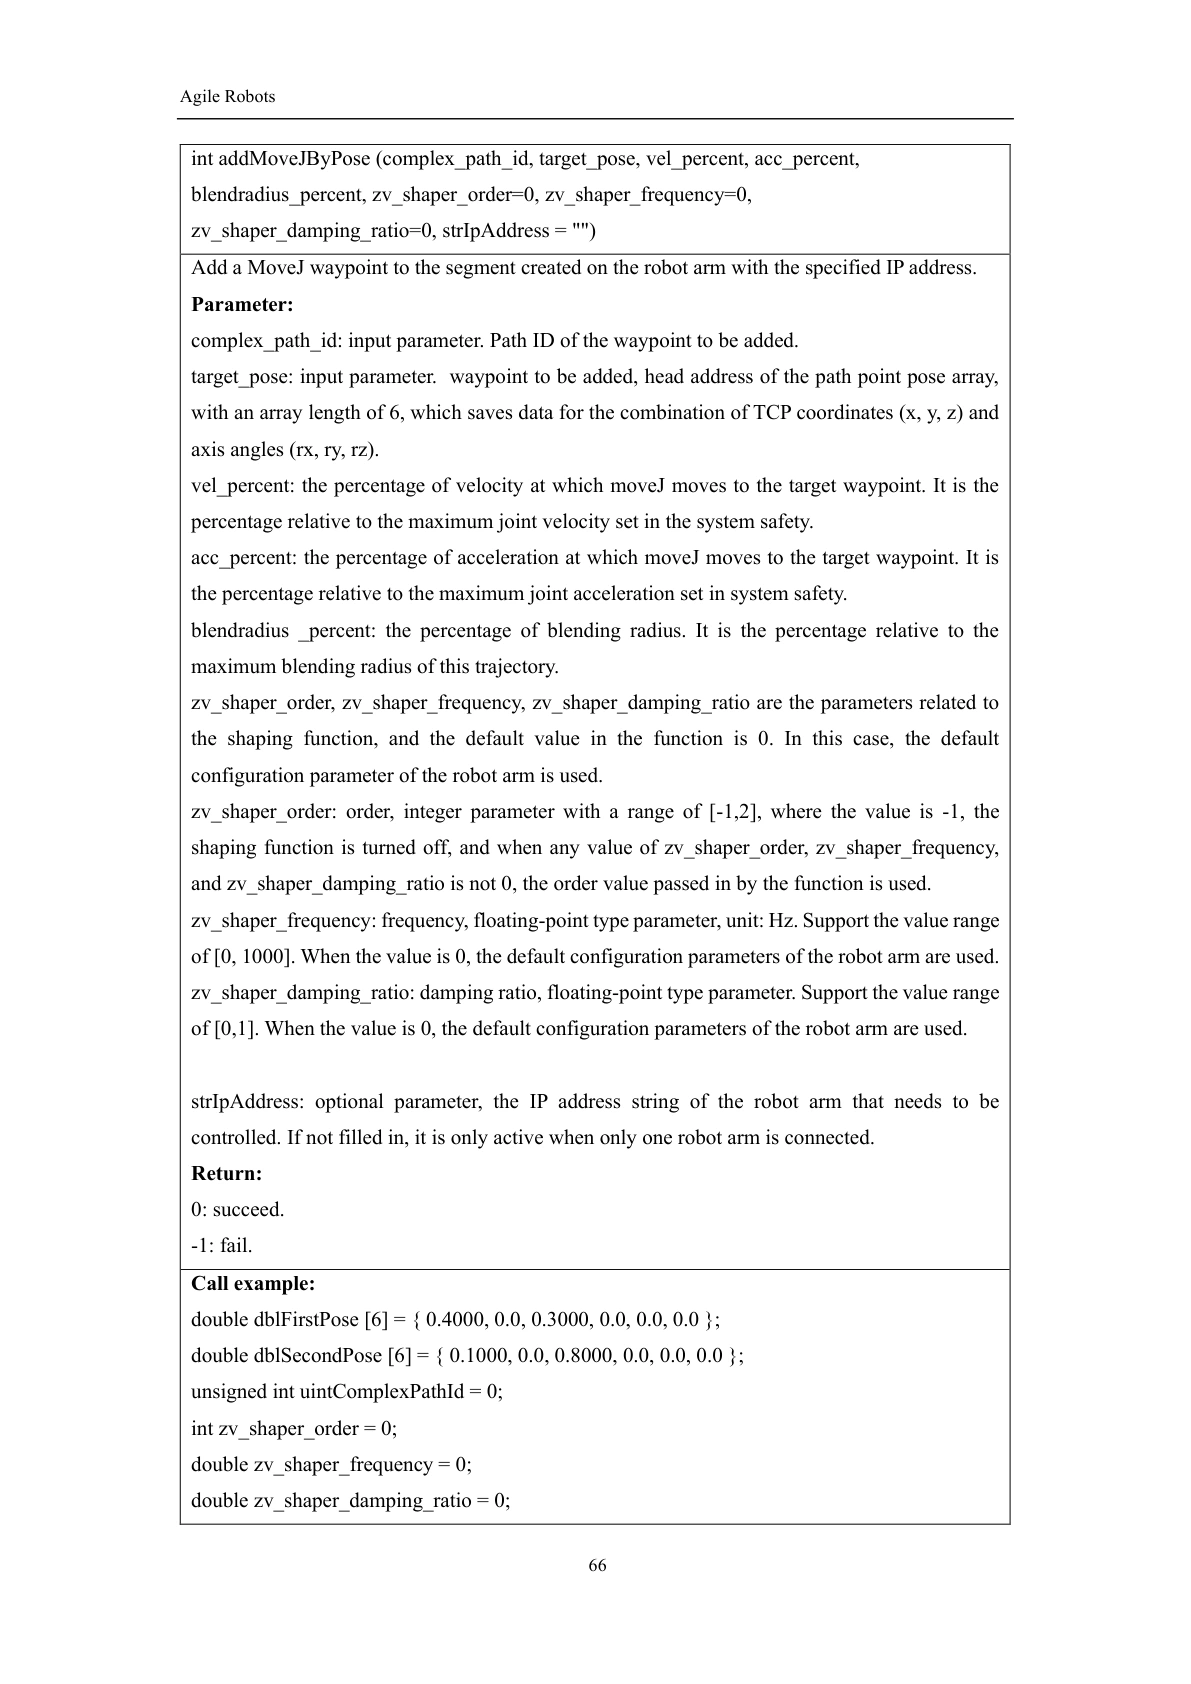 Agile Robots
int addMoveJByPose (complex_path_id, target_pose, vel_percent, acc_percent,
blendradius_percent, zv_shaper_order=0, zv_shaper_frequency=0,
zv_shaper_damping_ratio=0, strIpAddress = "")
Add a MoveJ waypoint to the segment created on the robot arm with the specified IP address.
Parameter:
complex_path_id: input parameter. Path ID of the waypoint to be added.
target_pose: input parameter.  waypoint to be added, head address of the path point pose array,
with an array length of 6, which saves data for the combination of TCP coordinates (x, y, z) and
axis angles (rx, ry, rz).
vel_percent: the percentage of velocity at which moveJ moves to the target waypoint. It is the
percentage relative to the maximum joint velocity set in the system safety.
acc_percent: the percentage of acceleration at which moveJ moves to the target waypoint. It is
the percentage relative to the maximum joint acceleration set in system safety.
blendradius _percent: the percentage of blending radius. It is the percentage relative to the
maximum blending radius of this trajectory.
zv_shaper_order, zv_shaper_frequency, zv_shaper_damping_ratio are the parameters related to
the shaping function, and the default value in the function is 0. In this case, the default
configuration parameter of the robot arm is used.
zv_shaper_order: order, integer parameter with a range of [-1,2], where the value is -1, the
shaping function is turned off, and when any value of zv_shaper_order, zv_shaper_frequency,
and zv_shaper_damping_ratio is not 0, the order value passed in by the function is used.
zv_shaper_frequency: frequency, floating-point type parameter, unit: Hz. Support the value range
of [0, 1000]. When the value is 0, the default configuration parameters of the robot arm are used.
zv_shaper_damping_ratio: damping ratio, floating-point type parameter. Support the value range
of [0,1]. When the value is 0, the default configuration parameters of the robot arm are used.
strIpAddress: optional parameter, the IP address string of the robot arm that needs to be
controlled. If not filled in, it is only active when only one robot arm is connected.
Return:
0: succeed.
-1: fail.
Call example:
double dblFirstPose [6] = { 0.4000, 0.0, 0.3000, 0.0, 0.0, 0.0 };
double dblSecondPose [6] = { 0.1000, 0.0, 0.8000, 0.0, 0.0, 0.0 };
unsigned int uintComplexPathId = 0;
int zv_shaper_order = 0;
double zv_shaper_frequency = 0;
double zv_shaper_damping_ratio = 0;
66